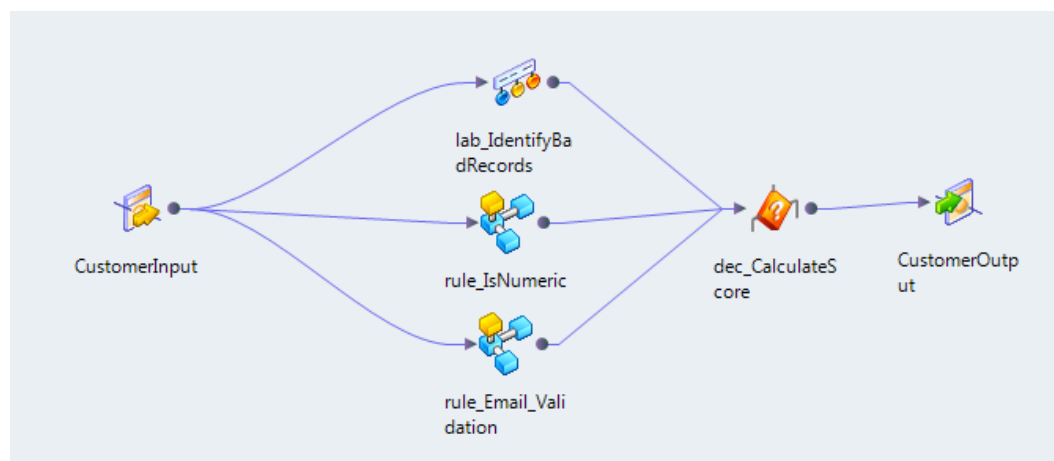 lab_IdentifyBa
dRecords
CustomerInput
rule_IsNumeric
dec_CalculateS
core
CustomerOutp
ut
rule_Email_Vali
dation
?